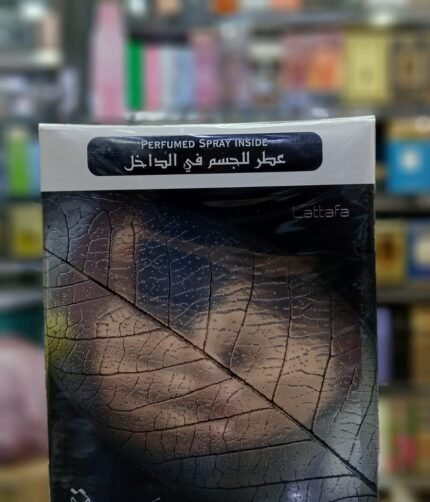 PERFUMED SPRAY INSIDE
عطر للجسم في الداخل
Lattafa